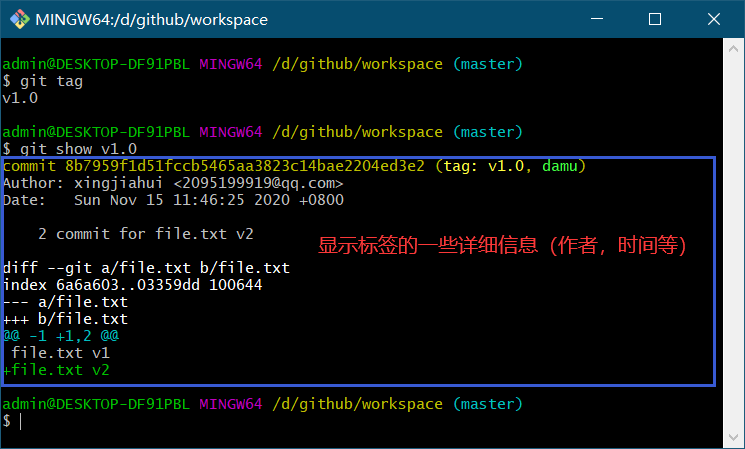 MINGW64:/d/github/workspace
admin@DESKTOP-DF91PBL MINGW64 /d/github/workspace (master)
$ git tag
v1.0
admin@DESKTOP-DF91PBL MINGW64 /d/github/workspace (master)
$ git show v1.0
commit 8b7959f1d51fccb5465aa3823c14bae2204ed3e2 (tag: v1.0, damu)
Author: xingjiahui <2095199919@qq.com>
Date:   Sun Nov 15 11:46:25 2020 +0800
    2 commit for file.txt v2
显示标签的一些详细信息（作者，时间等）
diff --git a/file.txt b/file.txt
index 6a6a603..03359dd 100644
--- a/file.txt
+++ b/file.txt
@@ -1 +1,2 @@
 file.txt v1
+file.txt v2
admin@DESKTOP-DF91PBL MINGW64 /d/github/workspace (master)
$